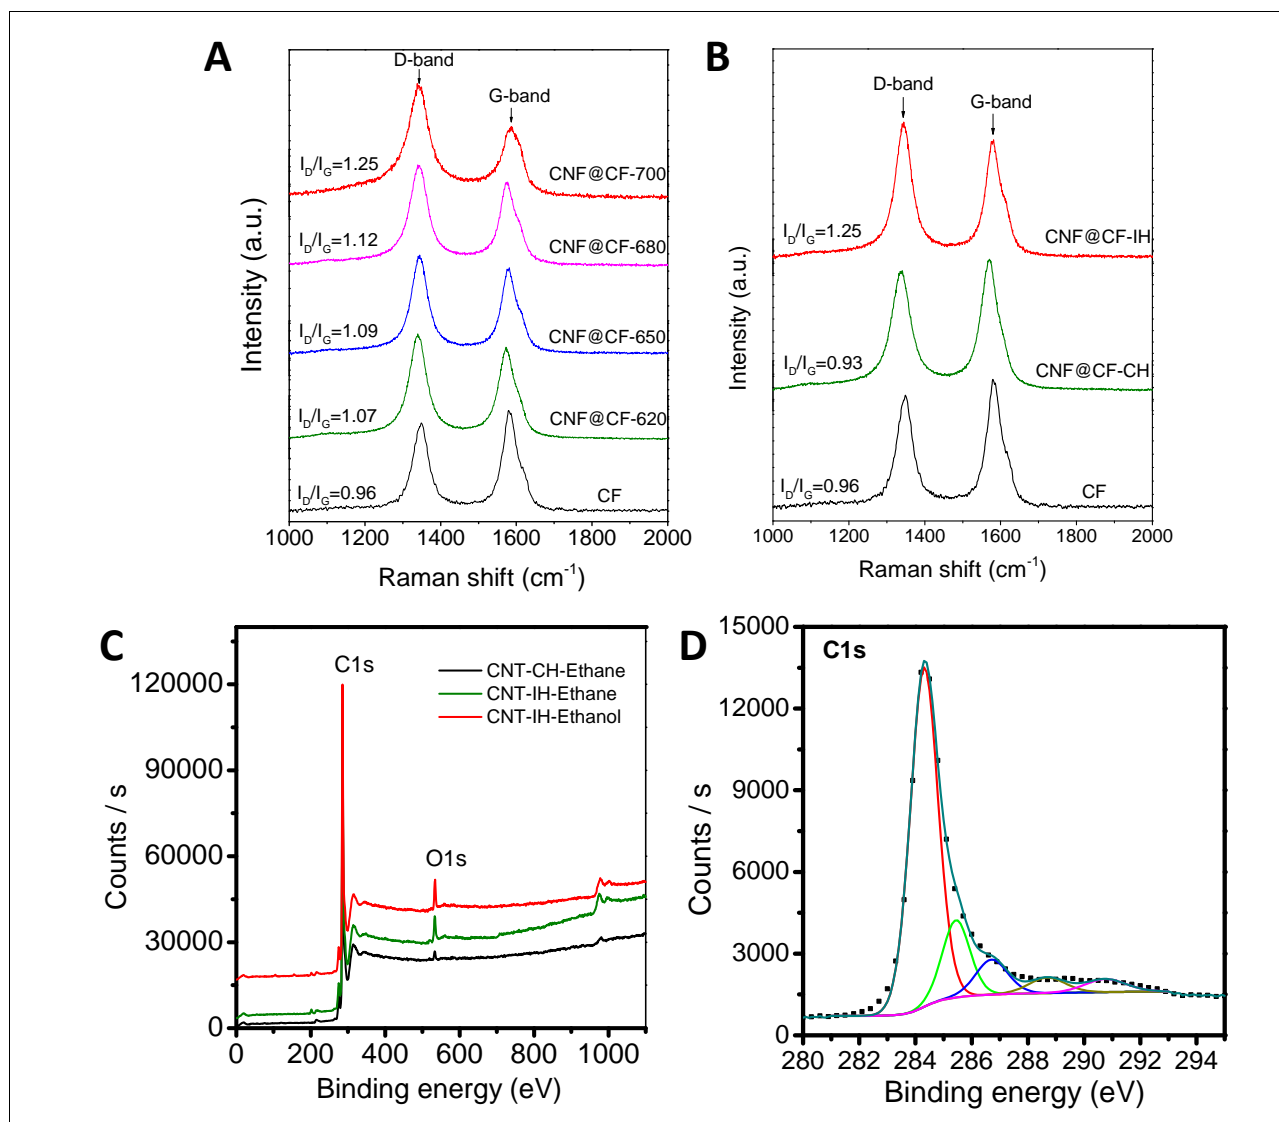 A
D-band
G-band
I_D/I_G=1.25
CNF@CF-700
I_D/I_G=1.12
CNF@CF-680
I_D/I_G=1.09
CNF@CF-650
I_D/I_G=1.07
CNF@CF-620
I_D/I_G=0.96
CF
Intensity (a.u.)
1000 1200 1400 1600 1800 2000
Raman shift (cm⁻¹)
B
D-band
G-band
I_D/I_G=1.25
CNF@CF-IH
I_D/I_G=0.93
CNF@CF-CH
I_D/I_G=0.96
CF
Intensity (a.u.)
1000 1200 1400 1600 1800 2000
Raman shift (cm⁻¹)
C
C1s
CNT-CH-Ethane
CNT-IH-Ethane
CNT-IH-Ethanol
O1s
120000
90000
60000
30000
0
Counts / s
0 200 400 600 800 1000
Binding energy (eV)
D
C1s
15000
12000
9000
6000
3000
0
Counts / s
280 282 284 286 288 290 292 294
Binding energy (eV)